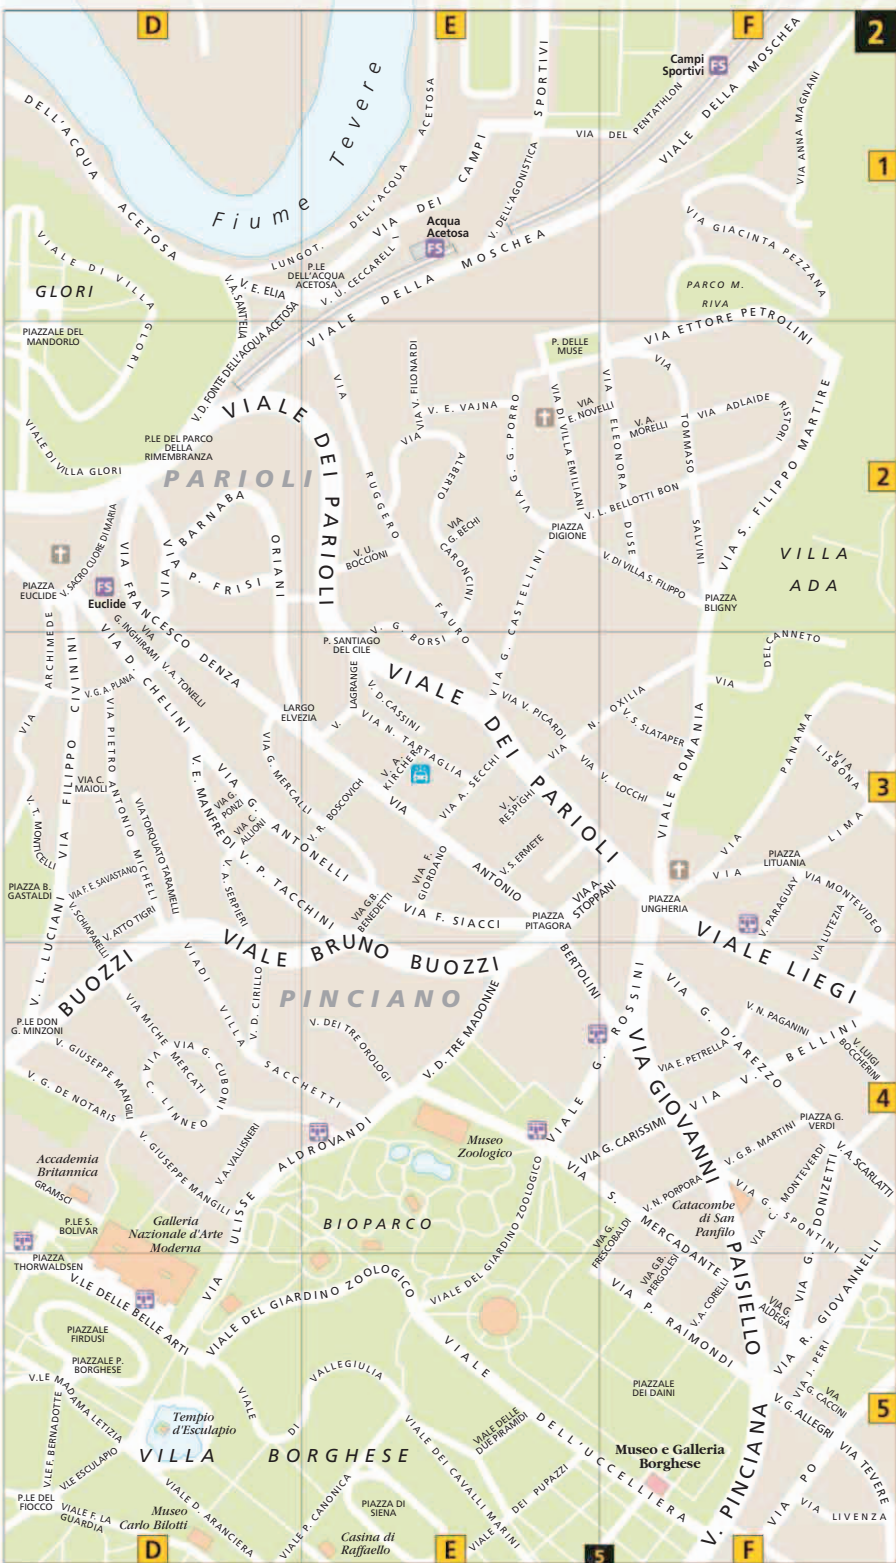 D
E
F
2
DELL'ACQUA ACETOSA
Fiume Tevere
ACETOSA
SPORTIVI
Campi
Sportivi
FS
VIA DEL PENTATHLON
VIALE DELLA MOSCHEA
VIA ANNA MAGNANI
1
LUNGOT. DELL'ACQUA
VIA DEI CAMPI
V. DELL'AGONISTICA
Acqua
Acetosa
FS
VIA GIACINTA PEZZANA
VIALE DI VILLA GLORI
GLORI
V. A. SANT'ELIA
V. E. ELIA
P.LE
DELL'ACQUA
ACETOSA
V. U. CECCARELLI
VIALE DELLA MOSCHEA
PARCO M.
RIVA
PIAZZALE DEL
MANDORLO
V. D. FONTE DELL'ACQUA ACETOSA
P. DELLE
MUSE
VIA ETTORE PETROLINI
VIALE DEI PARIOLI
VIA RUGGERO FAURO
VIA V. FILONARDI
V. E. VAJNA
VIA G. G. PORRO
VIA DI VILLA EMILIANI
VIA
E. NOVELLI
VIA ELEONORA DUSE
V. A.
MORELLI
VIA TOMMASO SALVINI
VIA ADLAIDE RISTORI
VIA S. FILIPPO MARTIRE
VIALE DI VILLA GLORI
P.LE DEL PARCO
DELLA
RIMEMBRANZA
PARIOLI
2
VIA ALBERTO CARONCINI
VIA
G. BECHI
V. L. BELLOTTI BON
PIAZZA
DIGIONE
V. DI VILLA S. FILIPPO
VILLA
ADA
V. SACRO CUORE DI MARIA
VIA BARNABA ORIANI
VIA P. FRISI
V. U.
BOCCIONI
PIAZZA
EUCLIDE
FS
Euclide
PIAZZA
BLIGNY
VIA FRANCESCO DENZA
VIA
G. INGHIRAMI
VIA ARCHIMEDE
VIA D. CHELINI
V. A. TONELLI
P. SANTIAGO
DEL CILE
V. G. BORSI
VIA G. CASTELLINI
DELCANNETO
VIA
VIA FILIPPO CIVININI
V. G. A. PLANA
VIA PIETRO ANTONIO MICHELI
LARGO
ELVEZIA
V. LAGRANGE
V. D. CASSINI
VIA N. TARTAGLIA
VIALE DEI PARIOLI
VIA V. PICARDI
VIA N. OXILIA
V. S. SLATAPER
VIA V. LOCCHI
VIALE ROMANIA
VIA PANAMA
VIA
LISBONA
3
V. T. MONTICELLI
VIA C.
MAIOLI
VIA TORQUATO TARAMELLI
V. E. MANFREDI
VIA G.
PONZI
VIA C.
ALLIONI
VIA G. ANTONELLI
VIA G. MERCALLI
V. R. BOSCOVICH
V. A.
KIRCHER
VIA A. SECCHI
V. L.
RESPIGHI
VIA ANTONIO
V. S. ERMETE
VIA LIMA
PIAZZA
LITUANIA
PIAZZA B.
GASTALDI
VIA F. E. SAVASTANO
V. SCHIAPARELLI
V. ATTO TIGRI
V. A. SERPIERI
V. P. TACCHINI
VIA G.B.
BENEDETTI
VIA F.
GIORDANO
VIA F. SIACCI
PIAZZA
PITAGORA
VIA A.
STOPPANI
PIAZZA
UNGHERIA
V. PARAGUAY
VIA LUTEZIA
VIA MONTEVIDEO
V. L. LUCIANI
BUOZZI
VIALE BRUNO BUOZZI
PINCIANO
BERTOLINI
VIALE LIEGI
P.LE DON
G. MINZONI
VIA DI VILLA SACCHETTI
V. D. CIRILLO
V. DEI TRE OROLOGI
V. D. TRE MADONNE
VIALE G. ROSSINI
VIA G. D'AREZZO
V. N. PAGANINI
VIA V. BELLINI
V. LUIGI
BOCCHERINI
VIA E. PETRELLA
V. GIUSEPPE MANGILI
VIA MICHE MERCATI
VIA C. LINNEO
VIA G. CUBONI
V. G. DE NOTARIS
4
V. GIUSEPPE MANGILI
V. A. VALLISNERI
VIA ULISSE ALDROVANDI
Museo
Zoologico
VIA GIOVANNI PAISIELLO
VIA G. CARISSIMI
V. G.B. MARTINI
PIAZZA G.
VERDI
V. A. SCARLATTI
VIA C. MONTEVERDI
VIA G. DONIZETTI
Accademia
Britannica
GRAMSCI
P.LE S.
BOLIVAR
Galleria
Nazionale d'Arte
Moderna
BIOPARCO
VIA S. MERCADANTE
V. N. PORPORA
Catacombe
di San
Panfilo
VIA G. SPONTINI
VIA G.
FRESCOBALDI
PIAZZA
THORWALDSEN
V.LE DELLE BELLE ARTI
VIALE DEL GIARDINO ZOOLOGICO
VIALE DEL GIARDINO ZOOLOGICO
VIA G.B.
PERGOLESI
V. A. CORELLI
VIA G.
ALDEGA
VIA P. RAIMONDI
VIA R. GIOVANNELLI
VIA J. PERI
PIAZZALE
FIRDUSI
PIAZZALE P.
BORGHESE
V.LE MADAMA LETIZIA
VIALE DI VALLEGIULIA
VIALE DELL'UCCELLIERA
PIAZZALE
DEI DAINI
VIA
G. CACCINI
V. G. ALLEGRI
5
V.LE F. BERNADOTTE
V.LE ESCULAPIO
Tempio
d'Esculapio
VILLA BORGHESE
VIALE DELLE
DUE PIRAMIDI
Museo e Galleria
Borghese
VIA TEVERE
P.LE DEL
FIOCCO
VIALE F. LA
GUARDIA
VIALE D. ARANCIERA
Museo
Carlo Bilotti
VIALE P. CANONICA
PIAZZA DI
SIENA
Casina di
Raffaello
VIALE DEI CAVALLI MARINI
VIALE DEI PUPAZZI
V. PINCIANA
VIA PO
VIA LIVENZA
D
E
5
F